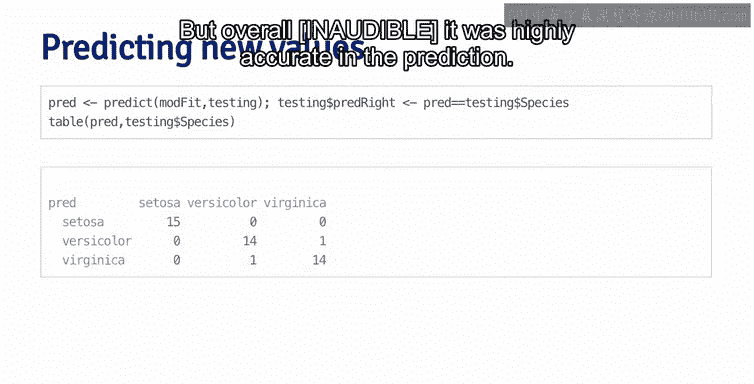 But overall [INAUDIBLE] it was highly
accurate in the prediction.
Predicting new values
pred <- predict(modFit,testing); testing$predRight <- pred==testing$Species
table(pred,testing$Species)
pred setosa versicolor virginica
setosa 15 0 0
versicolor 0 14 1
virginica 0 1 14